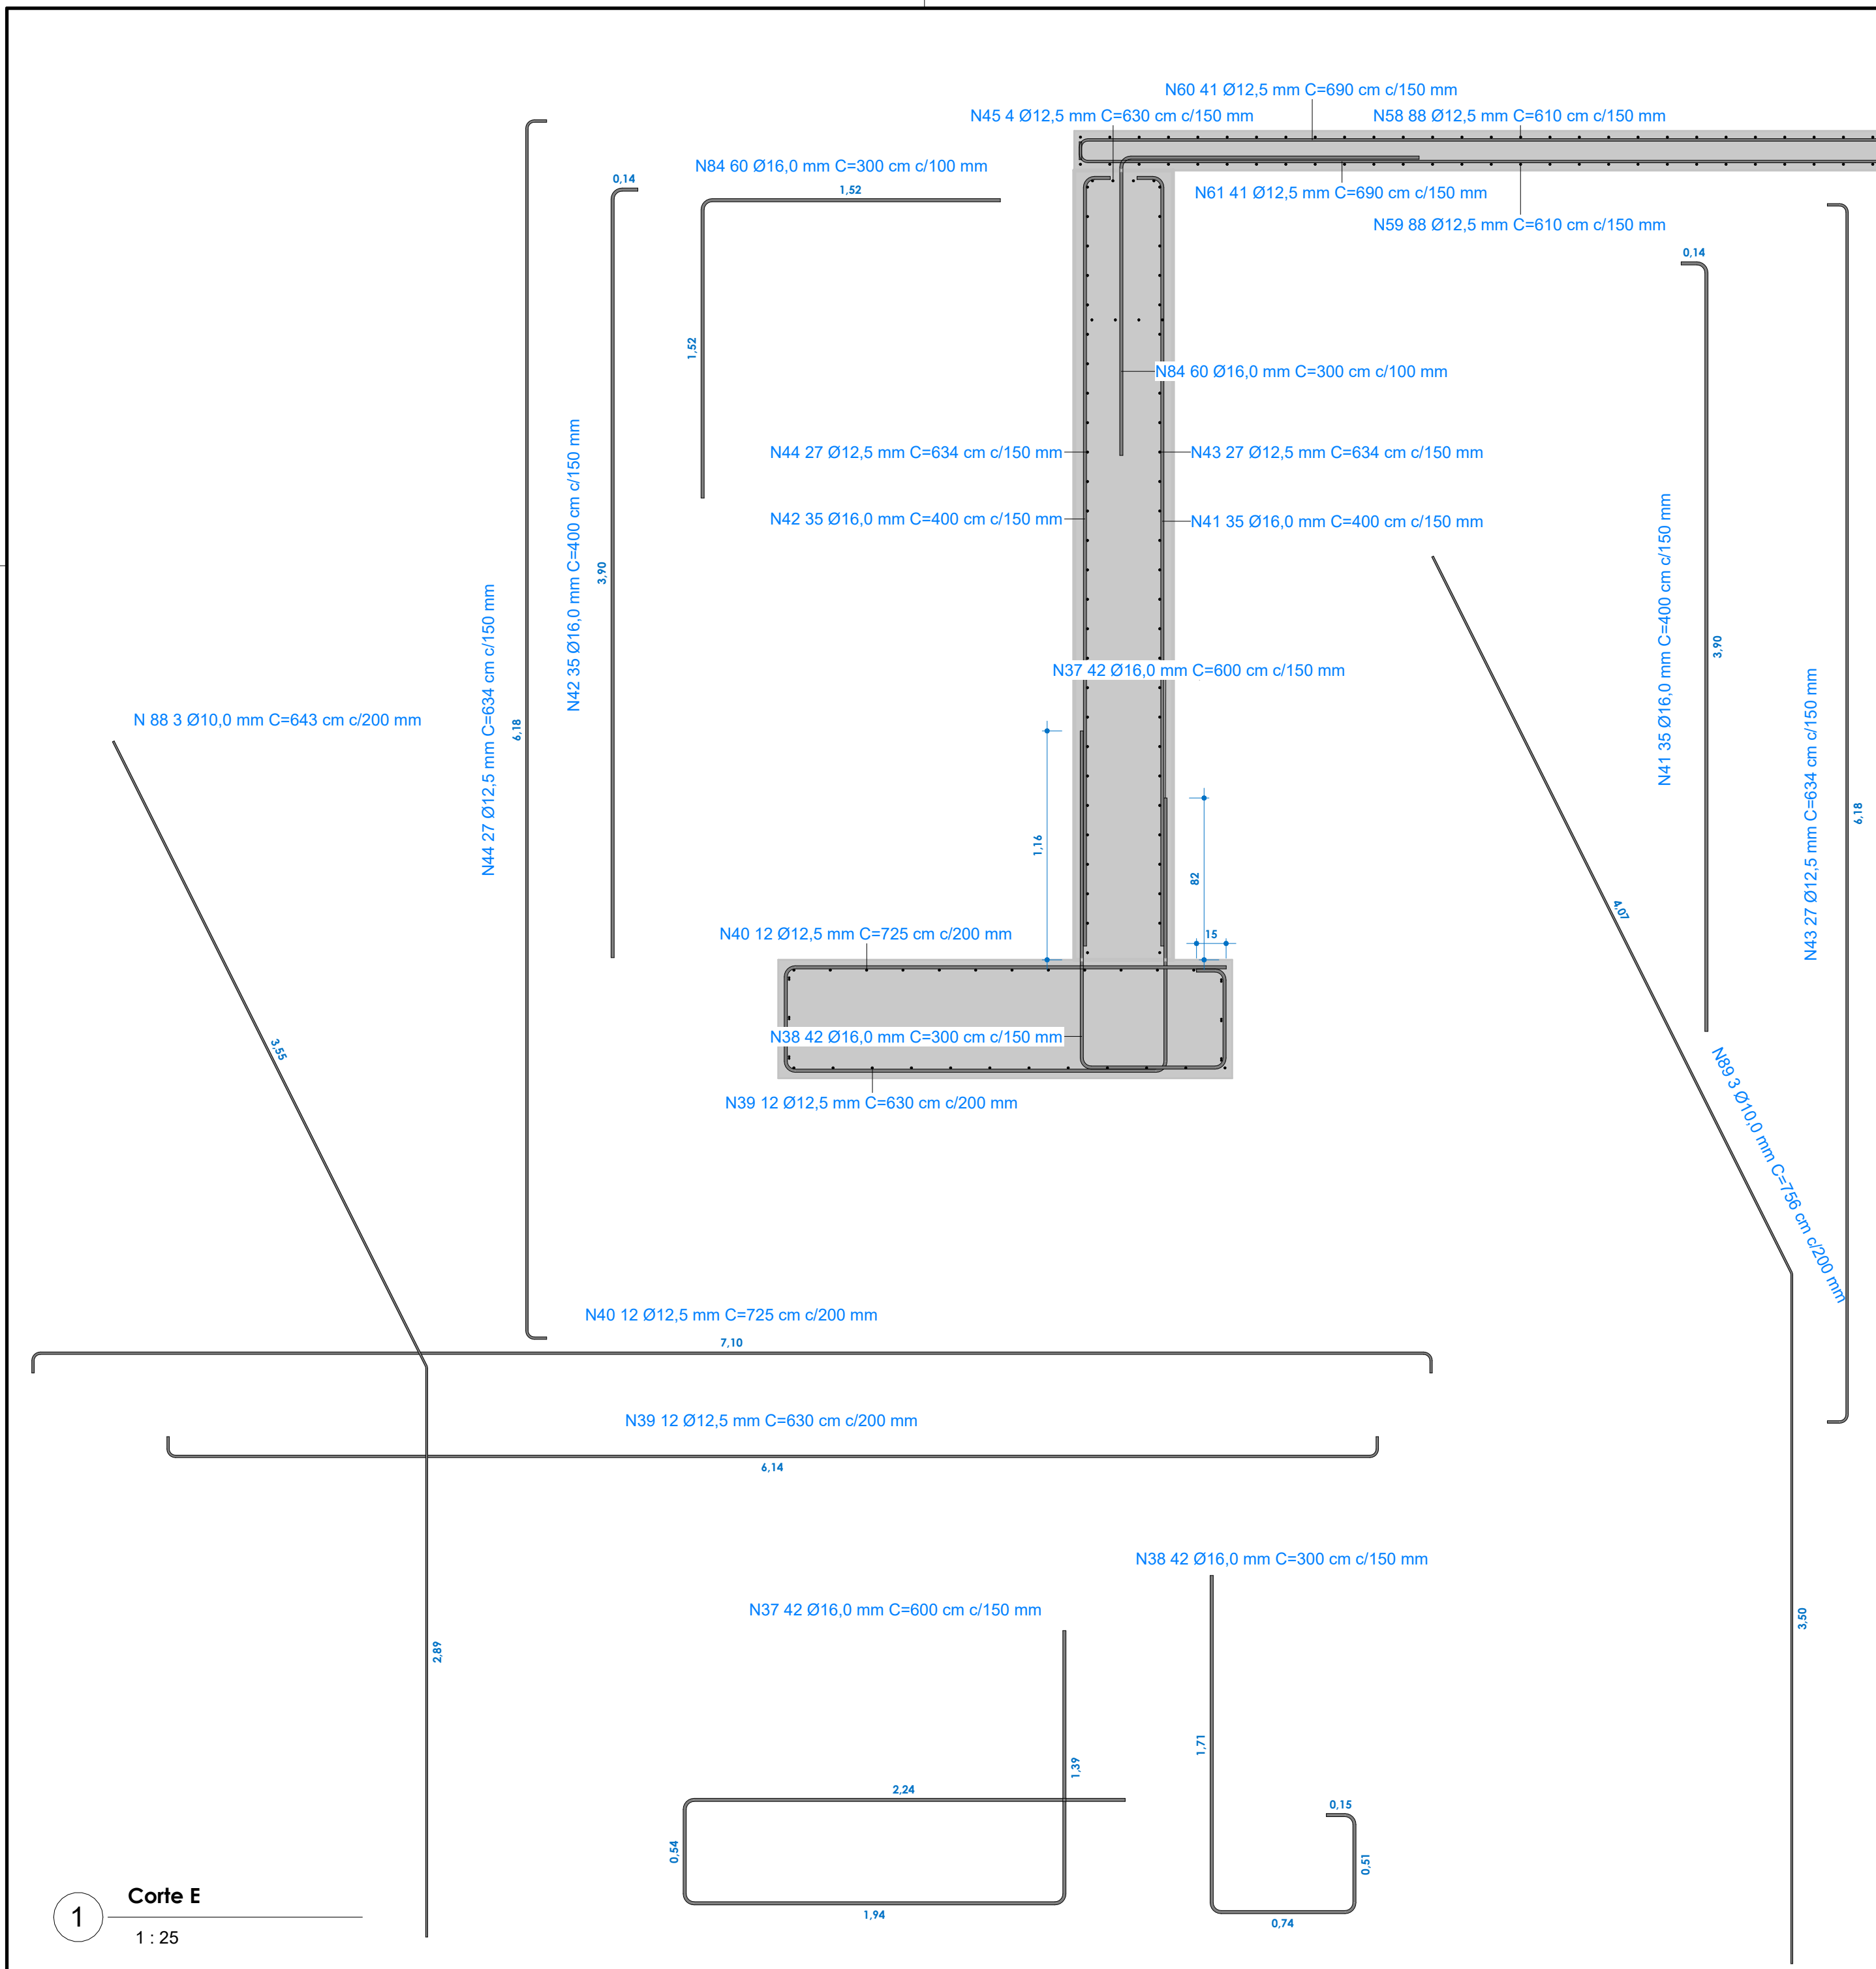 N60 41 Ø12,5 mm C=690 cm c/150 mm
N45 4 Ø12,5 mm C=630 cm c/150 mm
N58 88 Ø12,5 mm C=610 cm c/150 mm
N84 60 Ø16,0 mm C=300 cm c/100 mm
0,14
1,52
N61 41 Ø12,5 mm C=690 cm c/150 mm
N59 88 Ø12,5 mm C=610 cm c/150 mm
0,14
1,52
N84 60 Ø16,0 mm C=300 cm c/100 mm
N44 27 Ø12,5 mm C=634 cm c/150 mm
N43 27 Ø12,5 mm C=634 cm c/150 mm
N42 35 Ø16,0 mm C=400 cm c/150 mm
N41 35 Ø16,0 mm C=400 cm c/150 mm
N42 35 Ø16,0 mm C=400 cm c/150 mm
3,90
N44 27 Ø12,5 mm C=634 cm c/150 mm
6,18
N41 35 Ø16,0 mm C=400 cm c/150 mm
3,90
N43 27 Ø12,5 mm C=634 cm c/150 mm
6,18
N37 42 Ø16,0 mm C=600 cm c/150 mm
N 88 3 Ø10,0 mm C=643 cm c/200 mm
1,16
82
15
4,07
N40 12 Ø12,5 mm C=725 cm c/200 mm
N38 42 Ø16,0 mm C=300 cm c/150 mm
3,55
N39 12 Ø12,5 mm C=630 cm c/200 mm
N89 3 Ø10,0 mm C=756 cm c/200 mm
N40 12 Ø12,5 mm C=725 cm c/200 mm
7,10
N39 12 Ø12,5 mm C=630 cm c/200 mm
6,14
N38 42 Ø16,0 mm C=300 cm c/150 mm
N37 42 Ø16,0 mm C=600 cm c/150 mm
2,89
3,50
1,71
1,39
2,24
0,15
0,54
0,51
1,94
0,74
Corte E
1
1 : 25